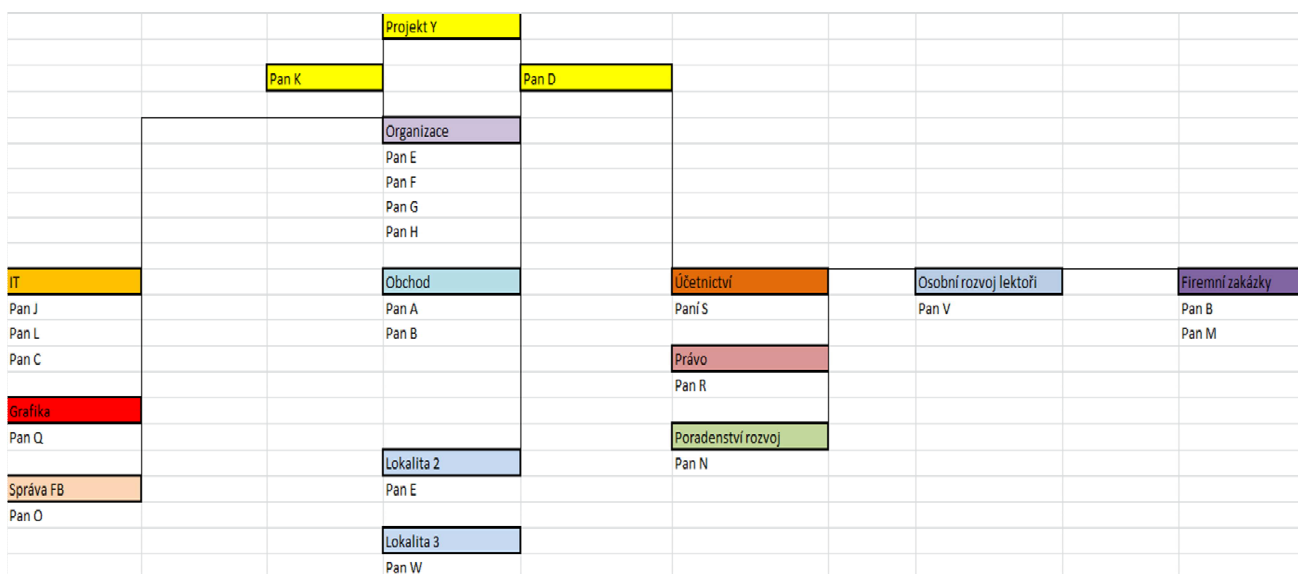 Projekt Y
Pan K
Pan D
Organizace
Pan E
Pan F
Pan G
Pan H
IT
Pan J
Pan L
Pan C
Grafika
Pan Q
Správa FB
Pan O
Obchod
Pan A
Pan B
Lokalita 2
Pan E
Lokalita 3
Pan W
Účetnictví
Paní S
Právo
Pan R
Poradenství rozvoj
Pan N
Osobní rozvoj lektoři
Pan V
Firemní zakázky
Pan B
Pan M